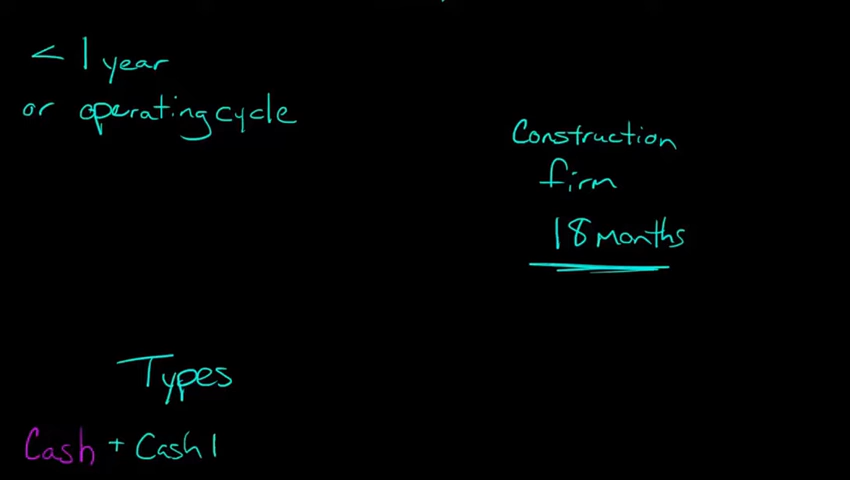 < 1 year
or operating cycle
Construction
firm
18 months
Types
Cash + Cash